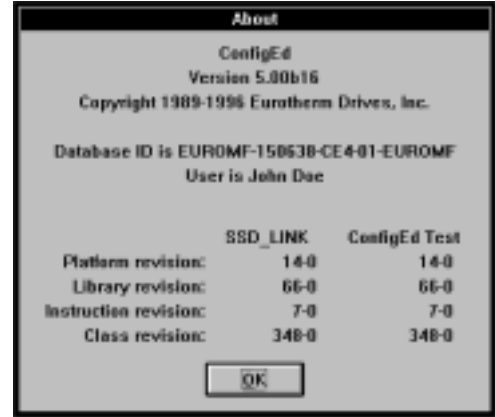 About
ConfigEd
Version 5.00b16
Copyright 1989-1996 Eurotherm Drives, Inc.
Database ID is EUROMF-150638-CE4-01-EUROMF
User is John Doe
SSD_LINK ConfigEd Test
Platform revision: 14-0 14-0
Library revision: 66-0 66-0
Instruction revision: 7-0 7-0
Class revision: 348-0 348-0
OK